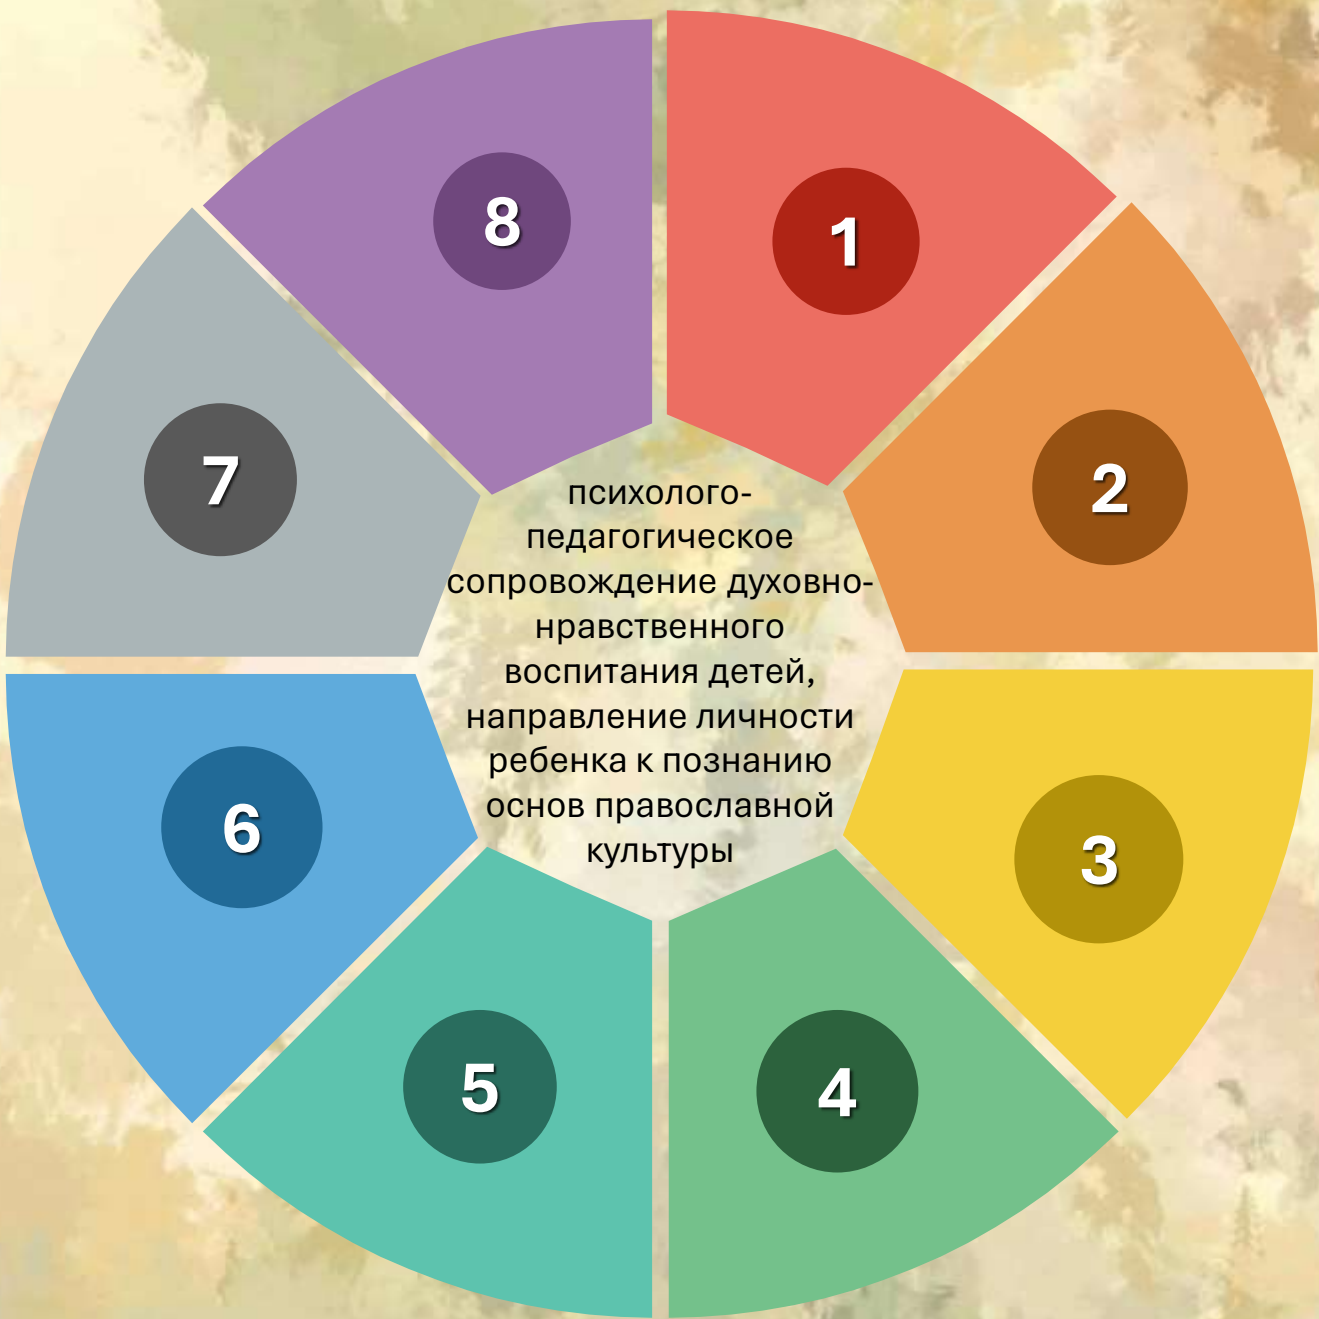 8
1
7
2
психолого-
педагогическое
сопровождение духовно-
нравственного
воспитания детей,
направление личности
ребенка к познанию
основ православной
культуры
6
3
5
4